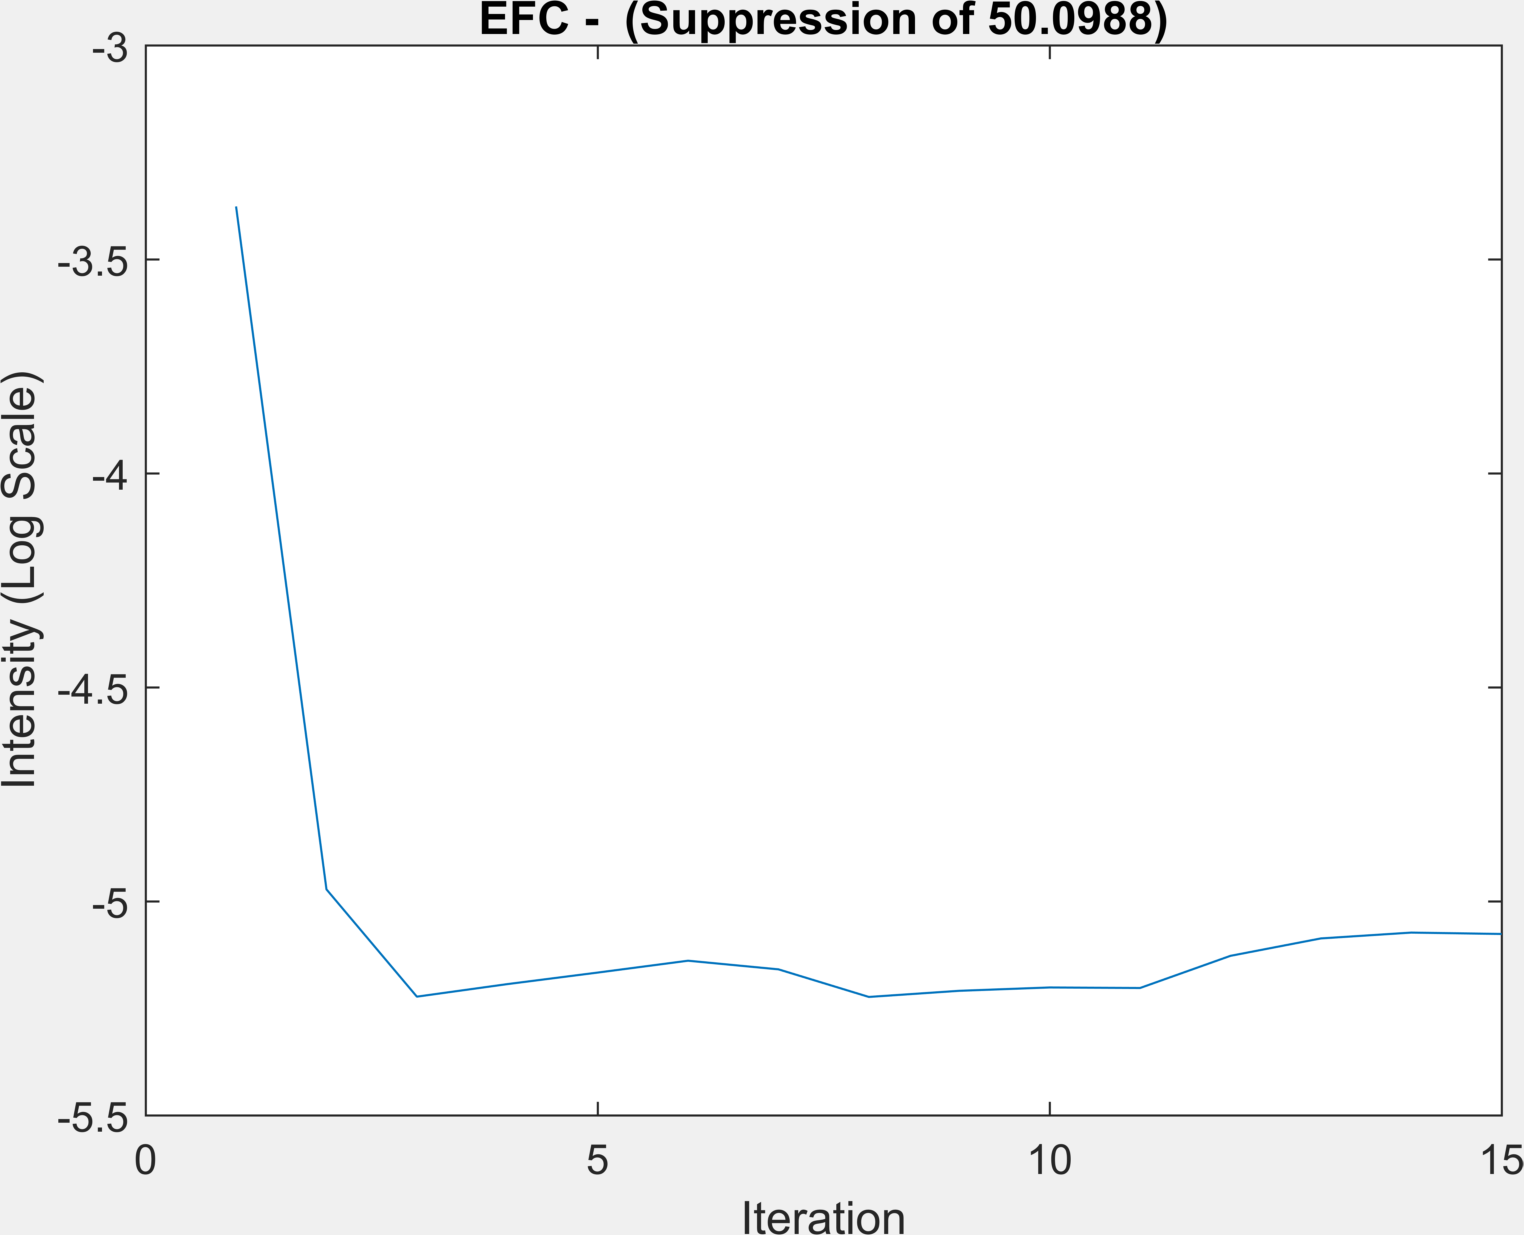 EFC -  (Suppression of 50.0988)
-3
-3.5
-4
-4.5
-5
-5.5
Intensity (Log Scale)
0 5 10 15
Iteration